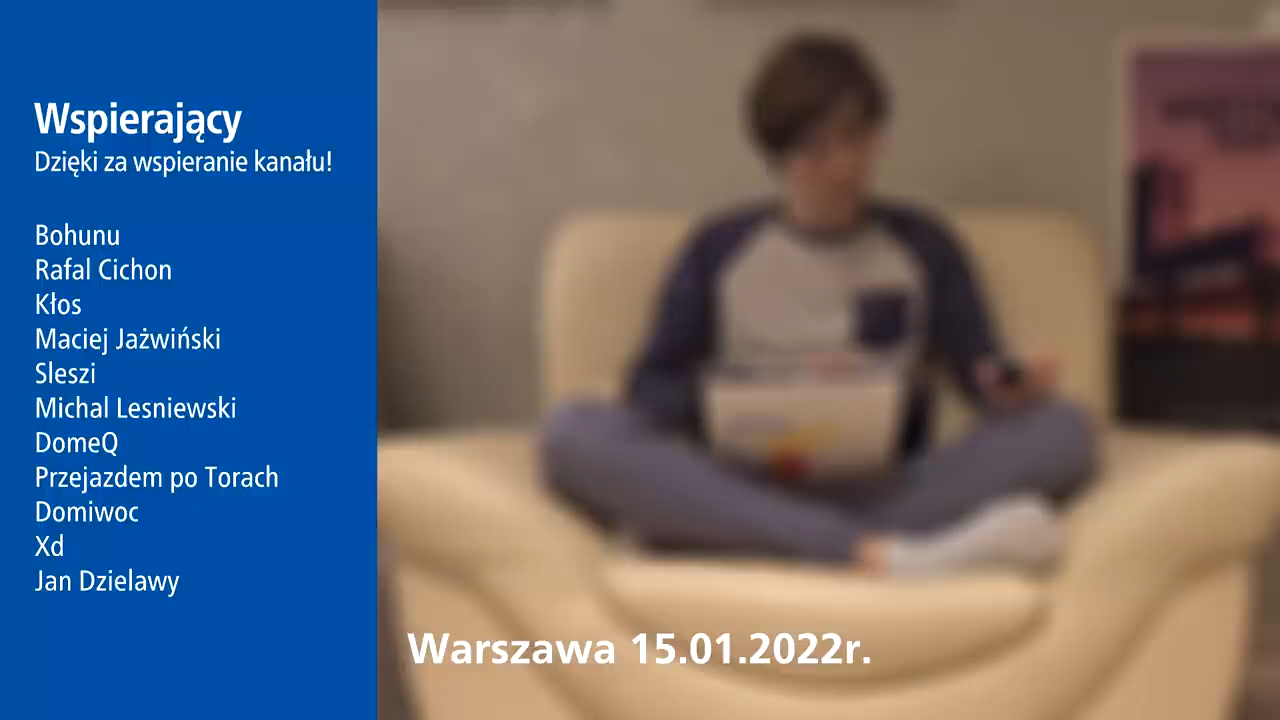 Wspierający
Dzięki za wspieranie kanału!
Bohunu
Rafal Cichon
Kłos
Maciej Jażwiński
Sleszi
Michal Lesniewski
DomeQ
Przejazdem po Torach
Domiwoc
Xd
Jan Dzielawy
Warszawa 15.01.2022r.